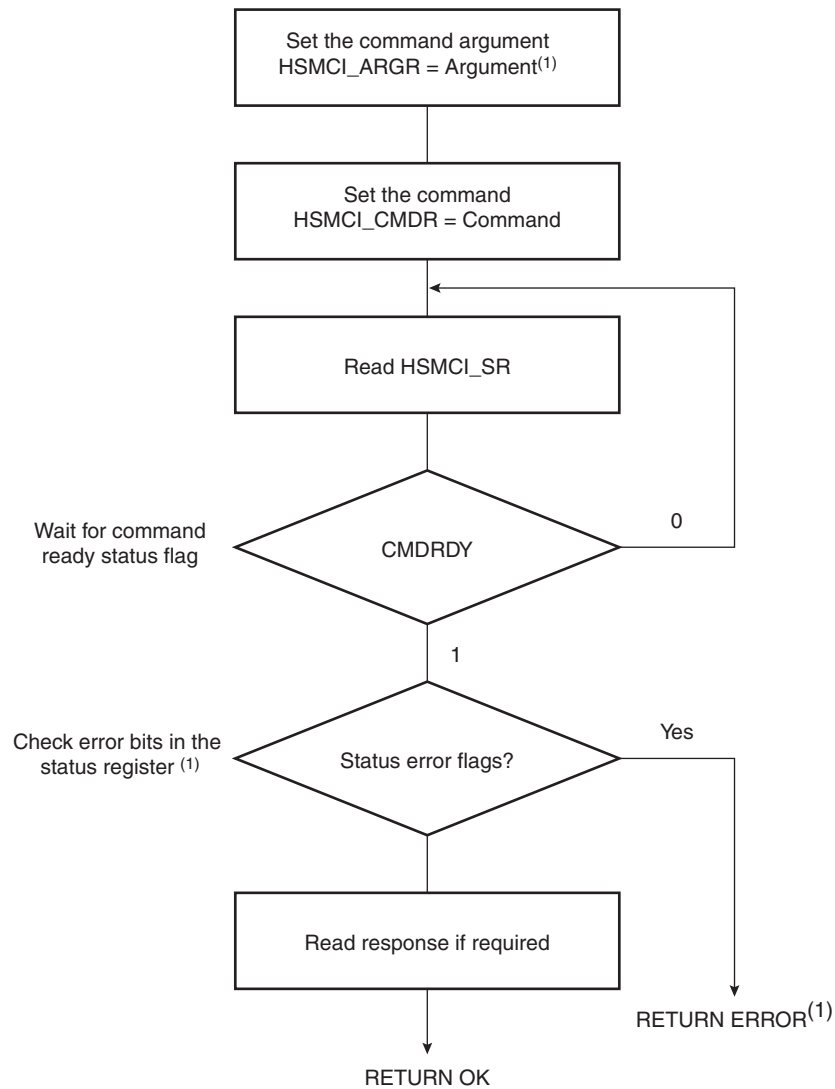 Set the command argument
HSMCI_ARGR = Argument(1)
Set the command
HSMCI_CMDR = Command
Read HSMCI_SR
Wait for command
ready status flag
CMDRDY
0
1
Check error bits in the
status register (1)
Status error flags?
Yes
Read response if required
RETURN ERROR(1)
RETURN OK